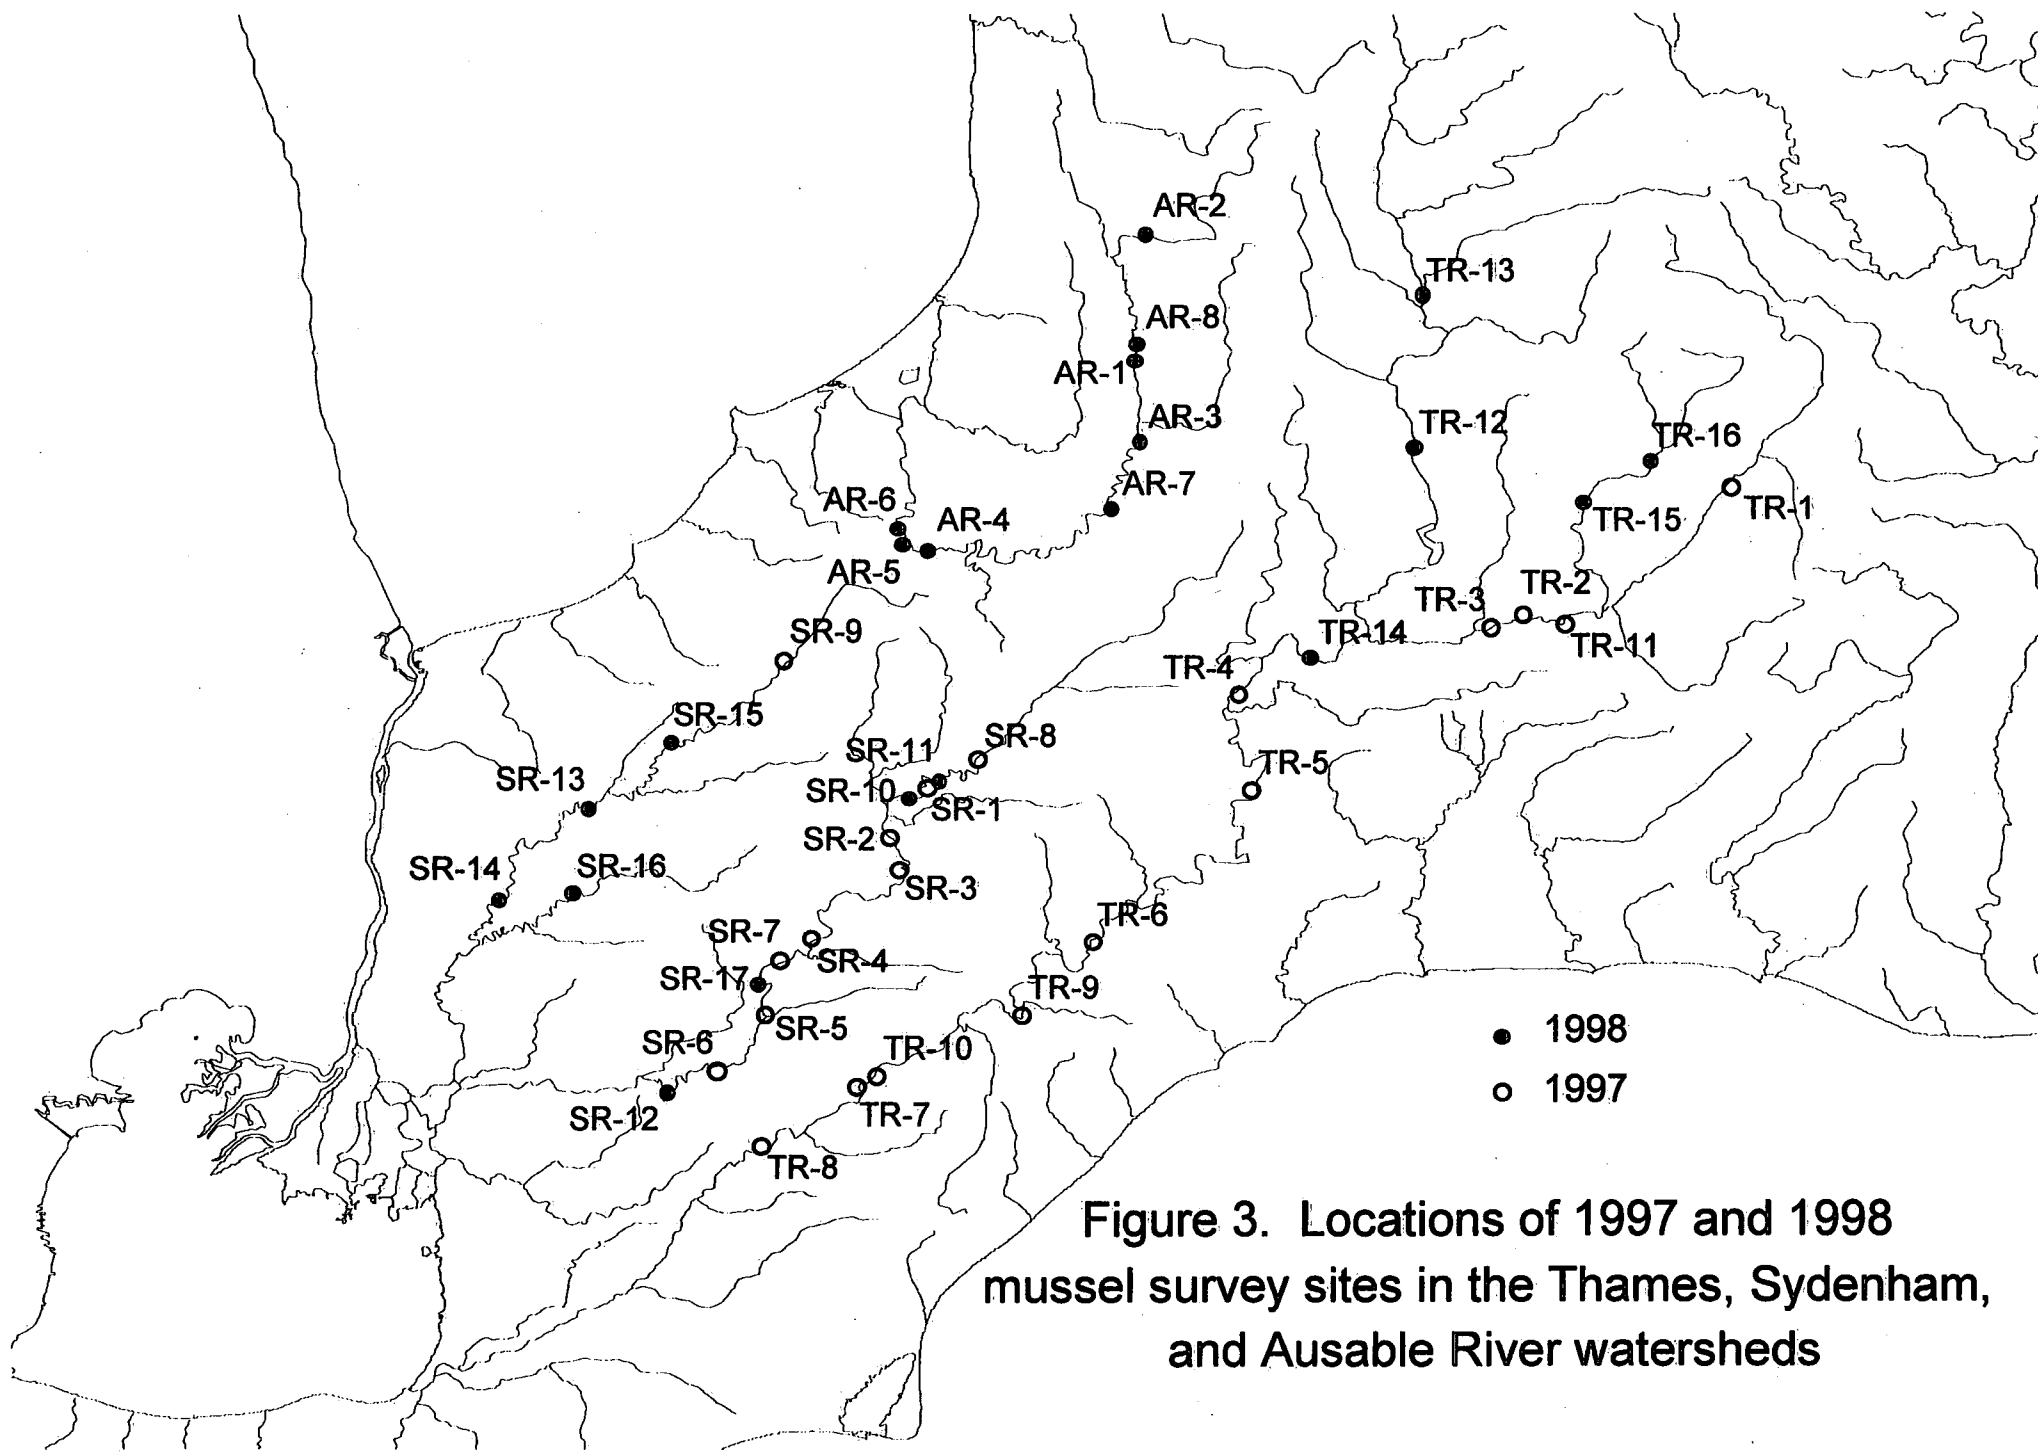 AR-2
TR-13
AR-8
AR-1
AR-3
TR-12
TR-16
AR-7
AR-6
AR-4
TR-15
TR-1
AR-5
TR-2
TR-3
SR-9
TR-14
TR-11
TR-4
SR-15
SR-11
SR-8
TR-5
SR-13
SR-10
SR-1
SR-2
SR-14
SR-16
SR-3
TR-6
SR-7
SR-4
SR-17
TR-9
SR-5
1998
SR-6
TR-10
1997
SR-12
TR-7
TR-8
Figure 3. Locations of 1997 and 1998
mussel survey sites in the Thames, Sydenham,
and Ausable River watersheds